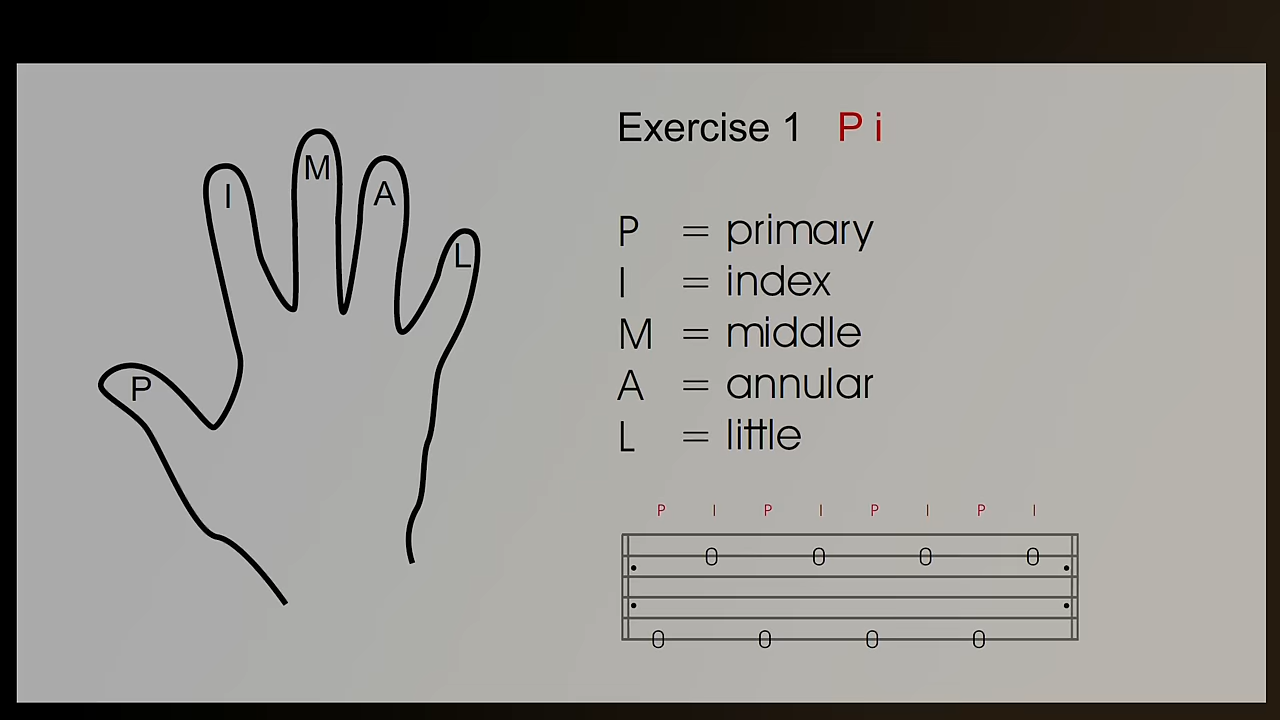 Exercise 1 P i
P = primary
I = index
M = middle
A = annular
L = little
M
A
I
L
P
P I P I P I P I
0 0 0 0
0 0 0 0